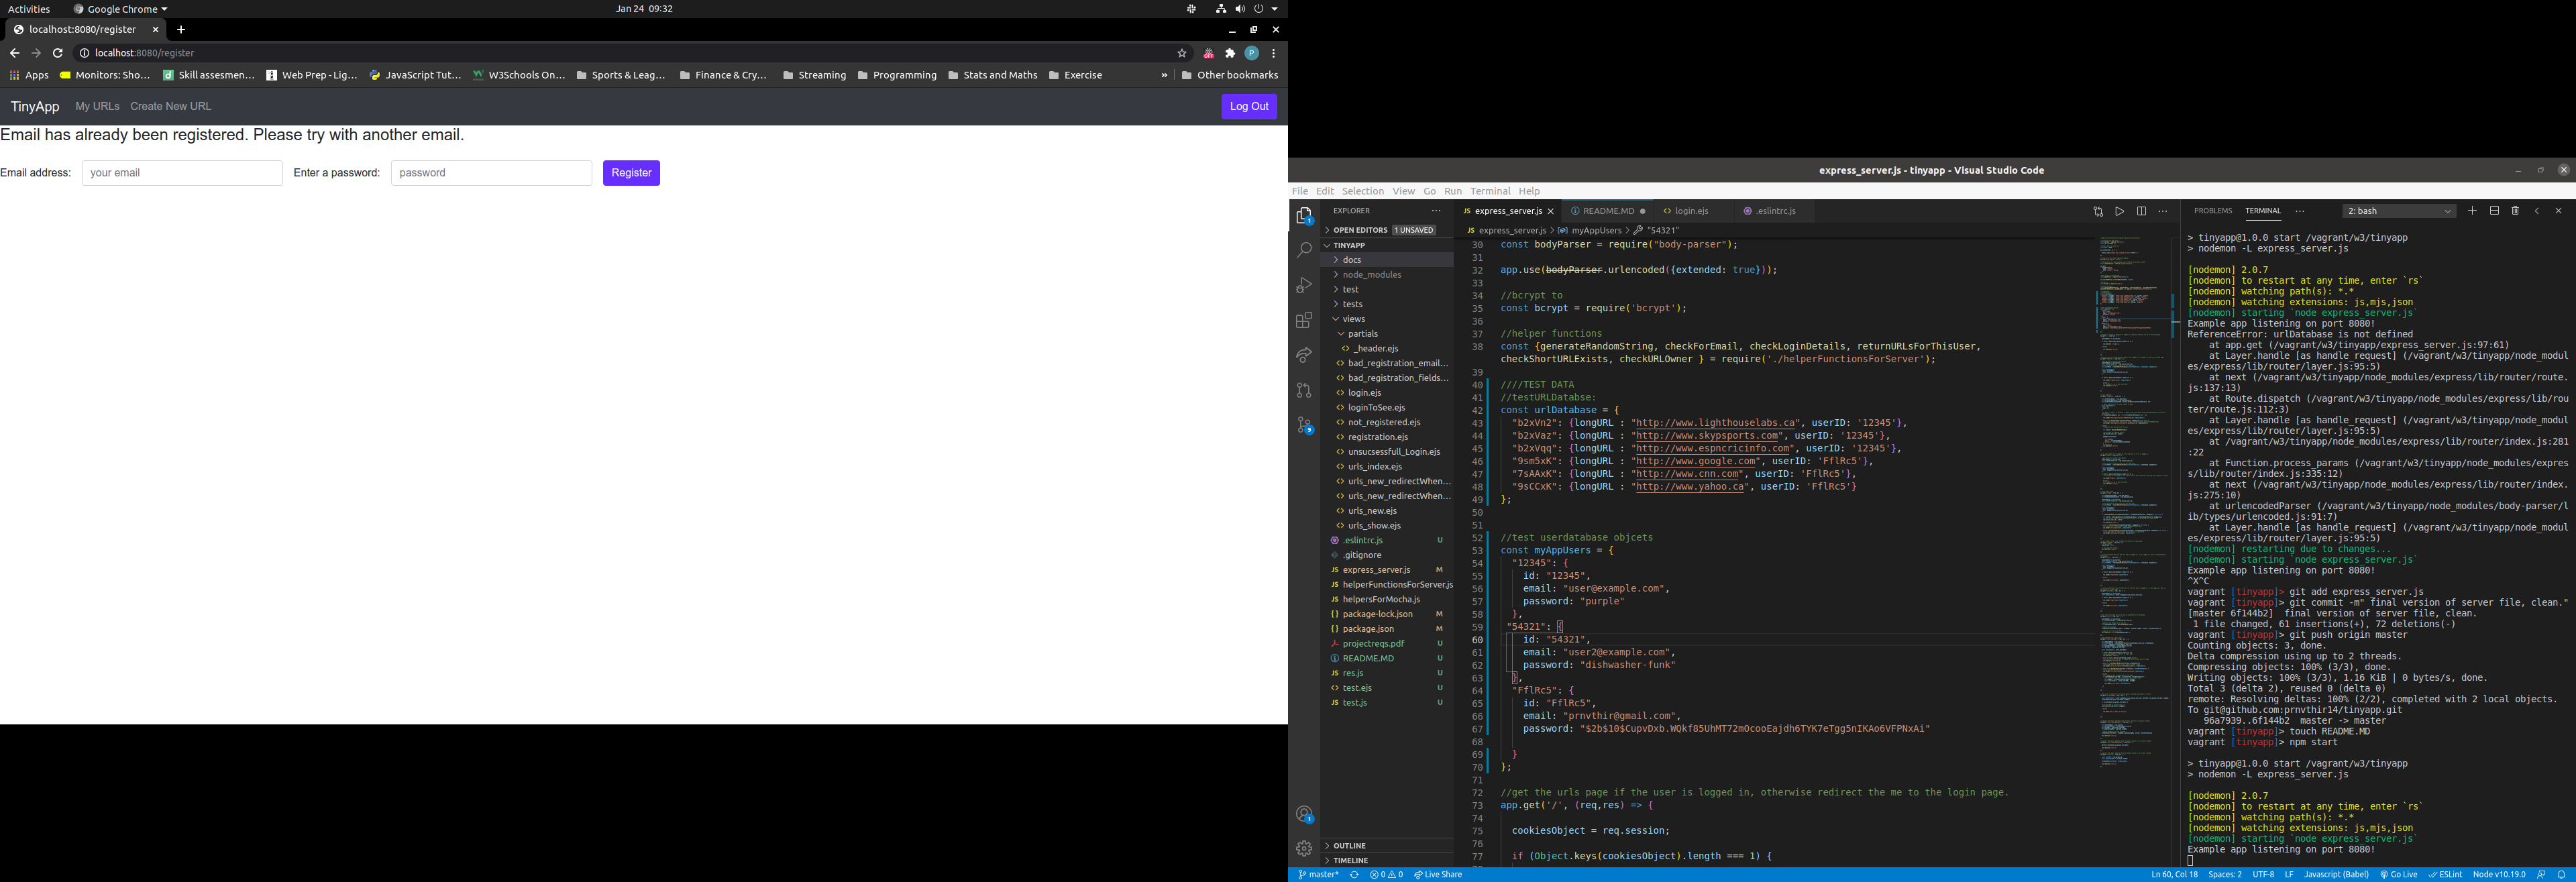 Activities
Google Chrome
Jan 24 09:32
localhost:8080/register
localhost:8080/register
Apps
Monitors: Sho...
Skill assesmen...
Web Prep - Lig...
JavaScript Tut...
W3Schools On...
Sports & Leag...
Finance & Cry...
Streaming
Programming
Stats and Maths
Exercise
»
Other bookmarks
TinyApp
My URLs
Create New URL
Log Out
Email has already been registered. Please try with another email.
Email address:
your email
Enter a password:
password
Register
express_server.js - tinyapp - Visual Studio Code
File Edit Selection View Go Run Terminal Help
EXPLORER
OPEN EDITORS 1 UNSAVED
TINYAPP
docs
node_modules
test
tests
views
partials
_header.ejs
bad_registration_email...
bad_registration_fields...
login.ejs
loginToSee.ejs
not_registered.ejs
registration.ejs
unsucsessfull_Login.ejs
urls_index.ejs
urls_new_redirectWhen...
urls_new_redirectWhen...
urls_new.ejs
urls_show.ejs
.eslintrc.js U
.gitignore
express_server.js M
helperFunctionsForServer.js
helpersForMocha.js
package-lock.json M
package.json M
projectreqs.pdf U
README.MD U
res.js U
test.ejs U
test.js U
OUTLINE
TIMELINE
express_server.js
README.MD
login.ejs
.eslintrc.js
express_server.js > myAppUsers > "54321"
30 const bodyParser = require("body-parser");
31
32 app.use(bodyParser.urlencoded({extended: true}));
33
34 //bcrypt to
35 const bcrypt = require('bcrypt');
36
37 //helper functions
38 const {generateRandomString, checkForEmail, checkLoginDetails, returnURLsForThisUser,
checkShortURLExists, checkURLOwner } = require('./helperFunctionsForServer');
39
40 ////TEST DATA
41 //testURLDatabse:
42 const urlDatabase = {
43 "b2xVn2": {longURL : "http://www.lighthouselabs.ca", userID: '12345'},
44 "b2xVaz": {longURL : "http://www.skypsports.com", userID: '12345'},
45 "b2xVqq": {longURL : "http://www.espncricinfo.com", userID: '12345'},
46 "9sm5xK": {longURL : "http://www.google.com", userID: 'FflRc5'},
47 "7sAAxK": {longURL : "http://www.cnn.com", userID: 'FflRc5'},
48 "9sCCxK": {longURL : "http://www.yahoo.ca", userID: 'FflRc5'}
49 };
50
51
52 //test userdatabase objcets
53 const myAppUsers = {
54 "12345": {
55 id: "12345",
56 email: "user@example.com",
57 password: "purple"
58 },
59 "54321": {
60 id: "54321",
61 email: "user2@example.com",
62 password: "dishwasher-funk"
63 },
64 "FflRc5": {
65 id: "FflRc5",
66 email: "prnvthir@gmail.com",
67 password: "$2b$10$CupvDxb.WQkf85UhMT72mOcooEajdh6TYK7eTgg5nIKAo6VFPNxAi"
68
69 }
70 };
71
72 //get the urls page if the user is logged in, otherwise redirect the me to the login page.
73 app.get('/', (req,res) => {
74
75 cookiesObject = req.session;
76
77 if (Object.keys(cookiesObject).length === 1) {
PROBLEMS TERMINAL ... 2: bash
> tinyapp@1.0.0 start /vagrant/w3/tinyapp
> nodemon -L express_server.js
[nodemon] 2.0.7
[nodemon] to restart at any time, enter `rs`
[nodemon] watching path(s): *.*
[nodemon] watching extensions: js,mjs,json
[nodemon] starting `node express_server.js`
Example app listening on port 8080!
ReferenceError: urlDatabase is not defined
at app.get (/vagrant/w3/tinyapp/express_server.js:97:61)
at Layer.handle [as handle_request] (/vagrant/w3/tinyapp/node_modul
es/express/lib/router/layer.js:95:5)
at next (/vagrant/w3/tinyapp/node_modules/express/lib/router/route.
js:137:13)
at Route.dispatch (/vagrant/w3/tinyapp/node_modules/express/lib/rou
ter/route.js:112:3)
at Layer.handle [as handle_request] (/vagrant/w3/tinyapp/node_modul
es/express/lib/router/layer.js:95:5)
at /vagrant/w3/tinyapp/node_modules/express/lib/router/index.js:281
:22
at Function.process_params (/vagrant/w3/tinyapp/node_modules/expres
s/lib/router/index.js:335:12)
at next (/vagrant/w3/tinyapp/node_modules/express/lib/router/index.
js:275:10)
at urlencodedParser (/vagrant/w3/tinyapp/node_modules/body-parser/l
ib/types/urlencoded.js:91:7)
at Layer.handle [as handle_request] (/vagrant/w3/tinyapp/node_modul
es/express/lib/router/layer.js:95:5)
[nodemon] restarting due to changes...
[nodemon] starting `node express_server.js`
Example app listening on port 8080!
^X^C
vagrant [tinyapp]> git add express_server.js
vagrant [tinyapp]> git commit -m" final version of server file, clean."
[master 6f144b2] final version of server file, clean.
1 file changed, 61 insertions(+), 72 deletions(-)
vagrant [tinyapp]> git push origin master
Counting objects: 3, done.
Delta compression using up to 2 threads.
Compressing objects: 100% (3/3), done.
Writing objects: 100% (3/3), 1.16 KiB | 0 bytes/s, done.
Total 3 (delta 2), reused 0 (delta 0)
remote: Resolving deltas: 100% (2/2), completed with 2 local objects.
To git@github.com:prnvthir14/tinyapp.git
96a7939..6f144b2 master -> master
vagrant [tinyapp]> touch README.MD
vagrant [tinyapp]> npm start
> tinyapp@1.0.0 start /vagrant/w3/tinyapp
> nodemon -L express_server.js
[nodemon] 2.0.7
[nodemon] to restart at any time, enter `rs`
[nodemon] watching path(s): *.*
[nodemon] watching extensions: js,mjs,json
[nodemon] starting `node express_server.js`
Example app listening on port 8080!
master* 0 0 Live Share
Ln 60, Col 18 Spaces: 2 UTF-8 LF Javascript (Babel) Go Live ESLint Node v10.19.0